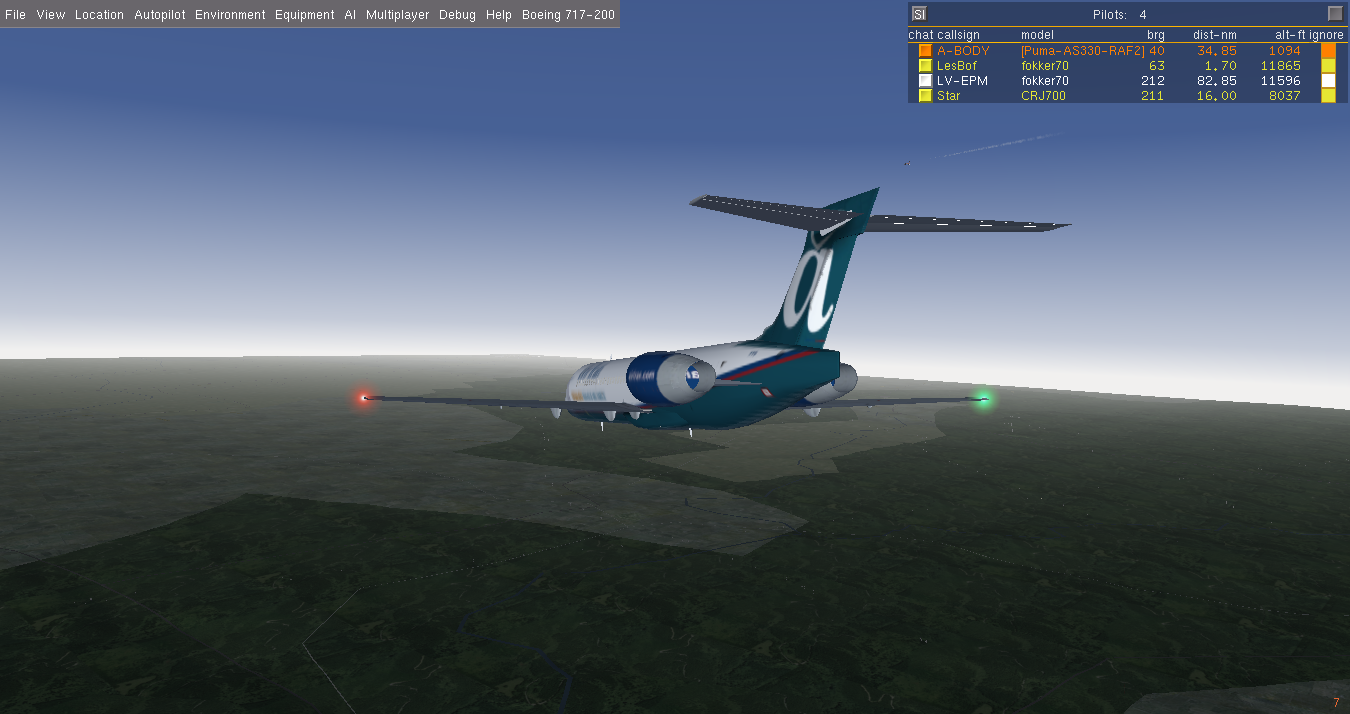 File View Location Autopilot Environment Equipment AI Multiplayer Debug Help Boeing 717-200
SI Pilots: 4
chat callsign model brg dist-nm alt-ft ignore
A-BODY [Puma-AS330-RAF2] 40 34.85 1094
LesBof fokker70 63 1.70 11865
LV-EPM fokker70 212 82.85 11596
Star CRJ700 211 16.00 8037
a
7